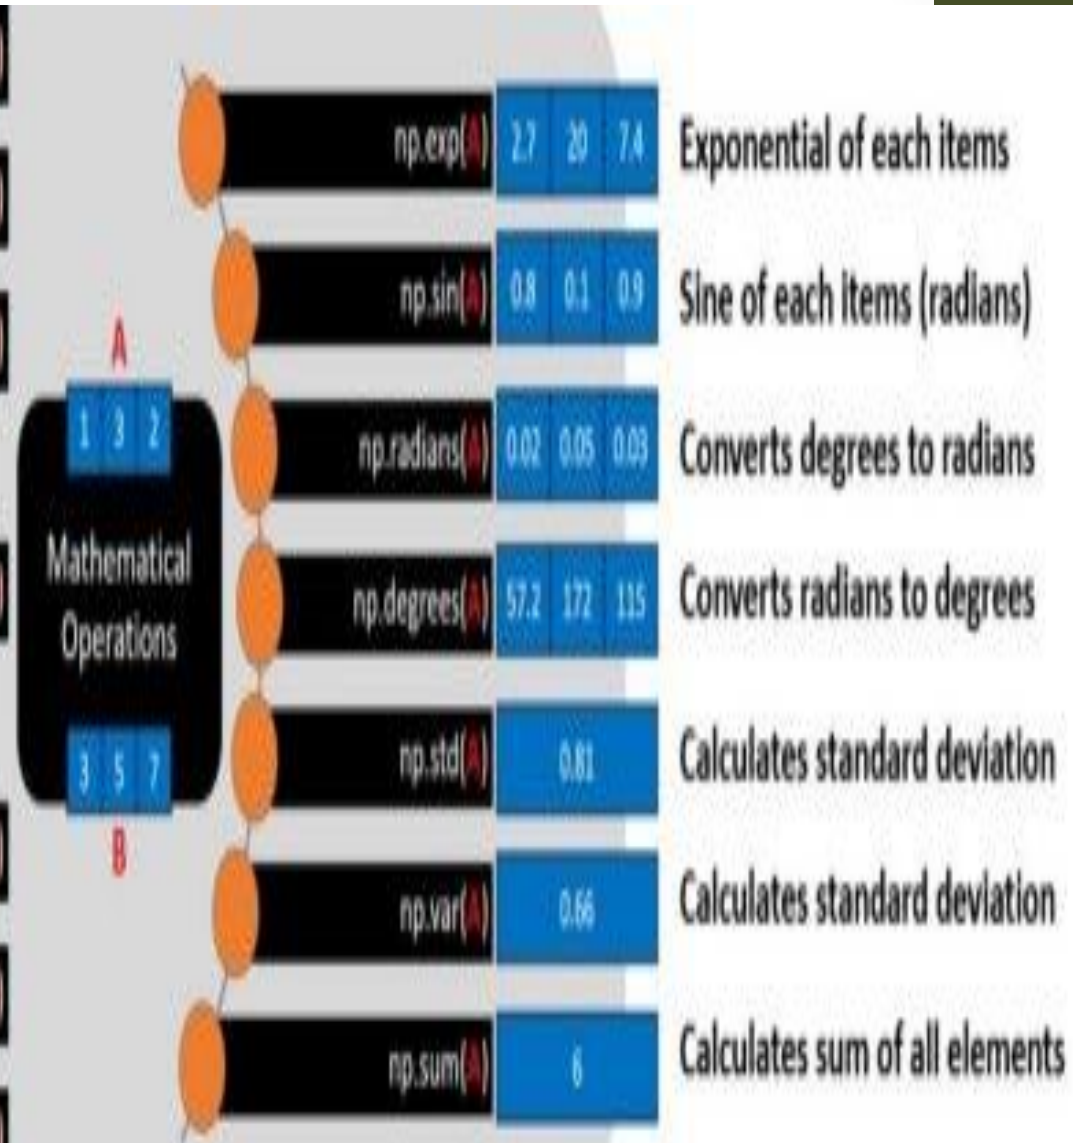 np.exp(A) 2.7 20 7.4 Exponential of each items
np.sin(A) 0.8 0.1 0.9 Sine of each items (radians)
A
1 3 2
np.radians(A) 0.02 0.05 0.03 Converts degrees to radians
Mathematical
Operations
np.degrees(A) 57.2 172 115 Converts radians to degrees
3 5 7
B
np.std(A) 0.81 Calculates standard deviation
np.var(A) 0.66 Calculates standard deviation
np.sum(A) 6 Calculates sum of all elements